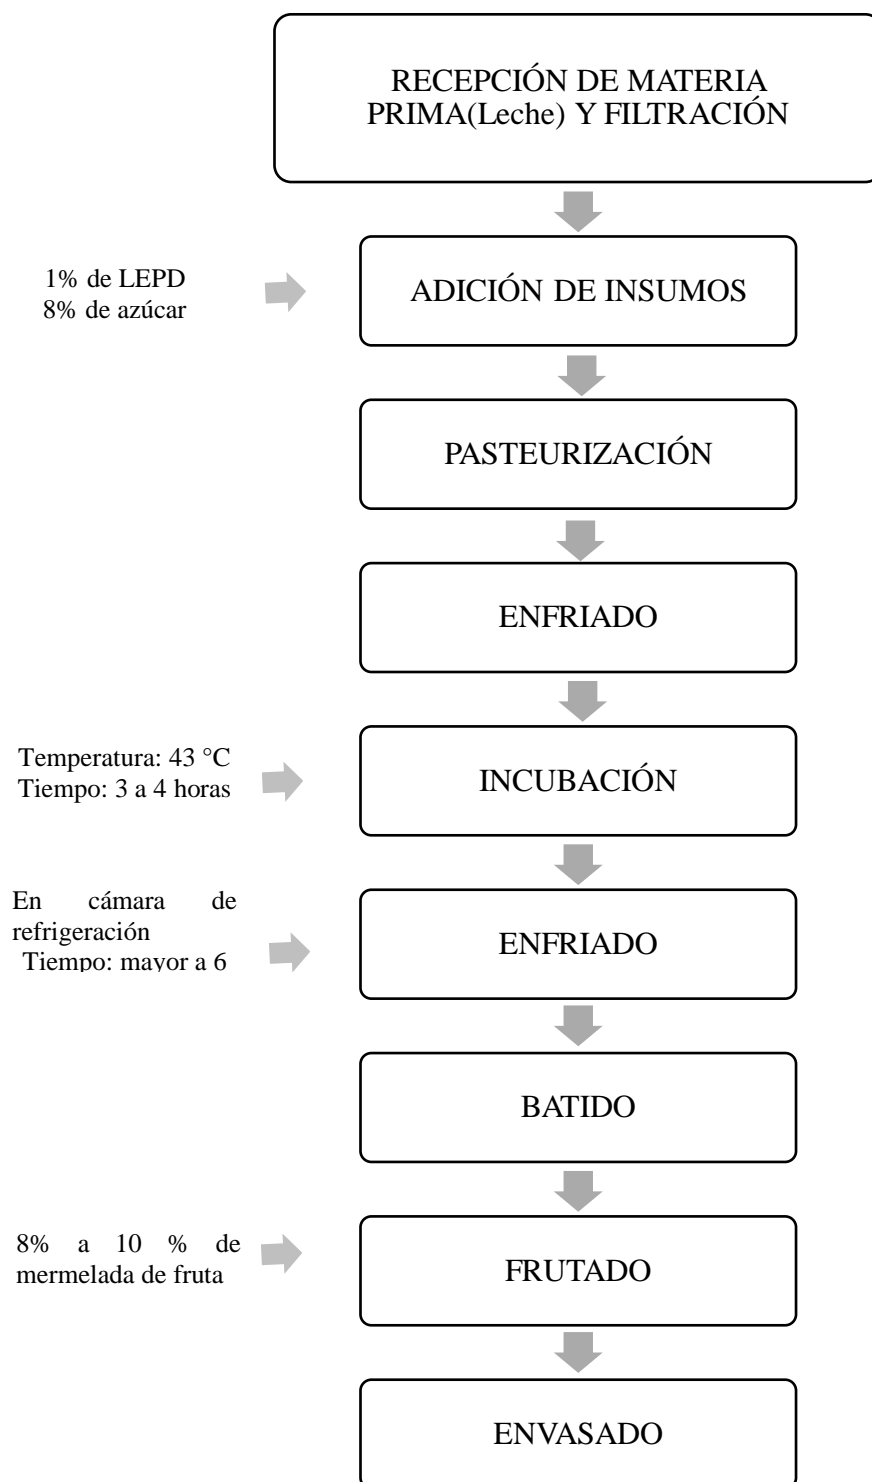 RECEPCIÓN DE MATERIA
PRIMA(Leche) Y FILTRACIÓN
1% de LEPD
8% de azúcar
ADICIÓN DE INSUMOS
PASTEURIZACIÓN
ENFRIADO
Temperatura: 43 °C
Tiempo: 3 a 4 horas
INCUBACIÓN
En cámara de
refrigeración
Tiempo: mayor a 6
ENFRIADO
BATIDO
8% a 10 % de
mermelada de fruta
FRUTADO
ENVASADO